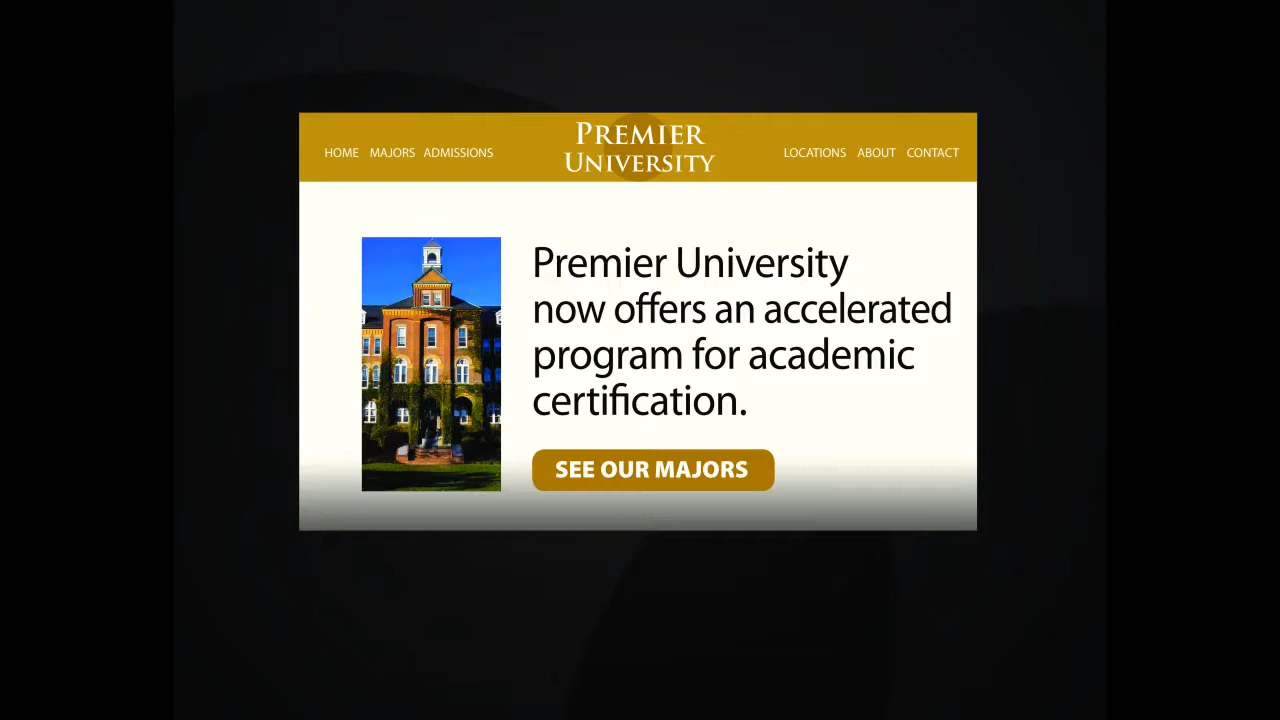 PREMIER
UNIVERSITY
HOME MAJORS ADMISSIONS
LOCATIONS ABOUT CONTACT
Premier University
now offers an accelerated
program for academic
certification.
SEE OUR MAJORS